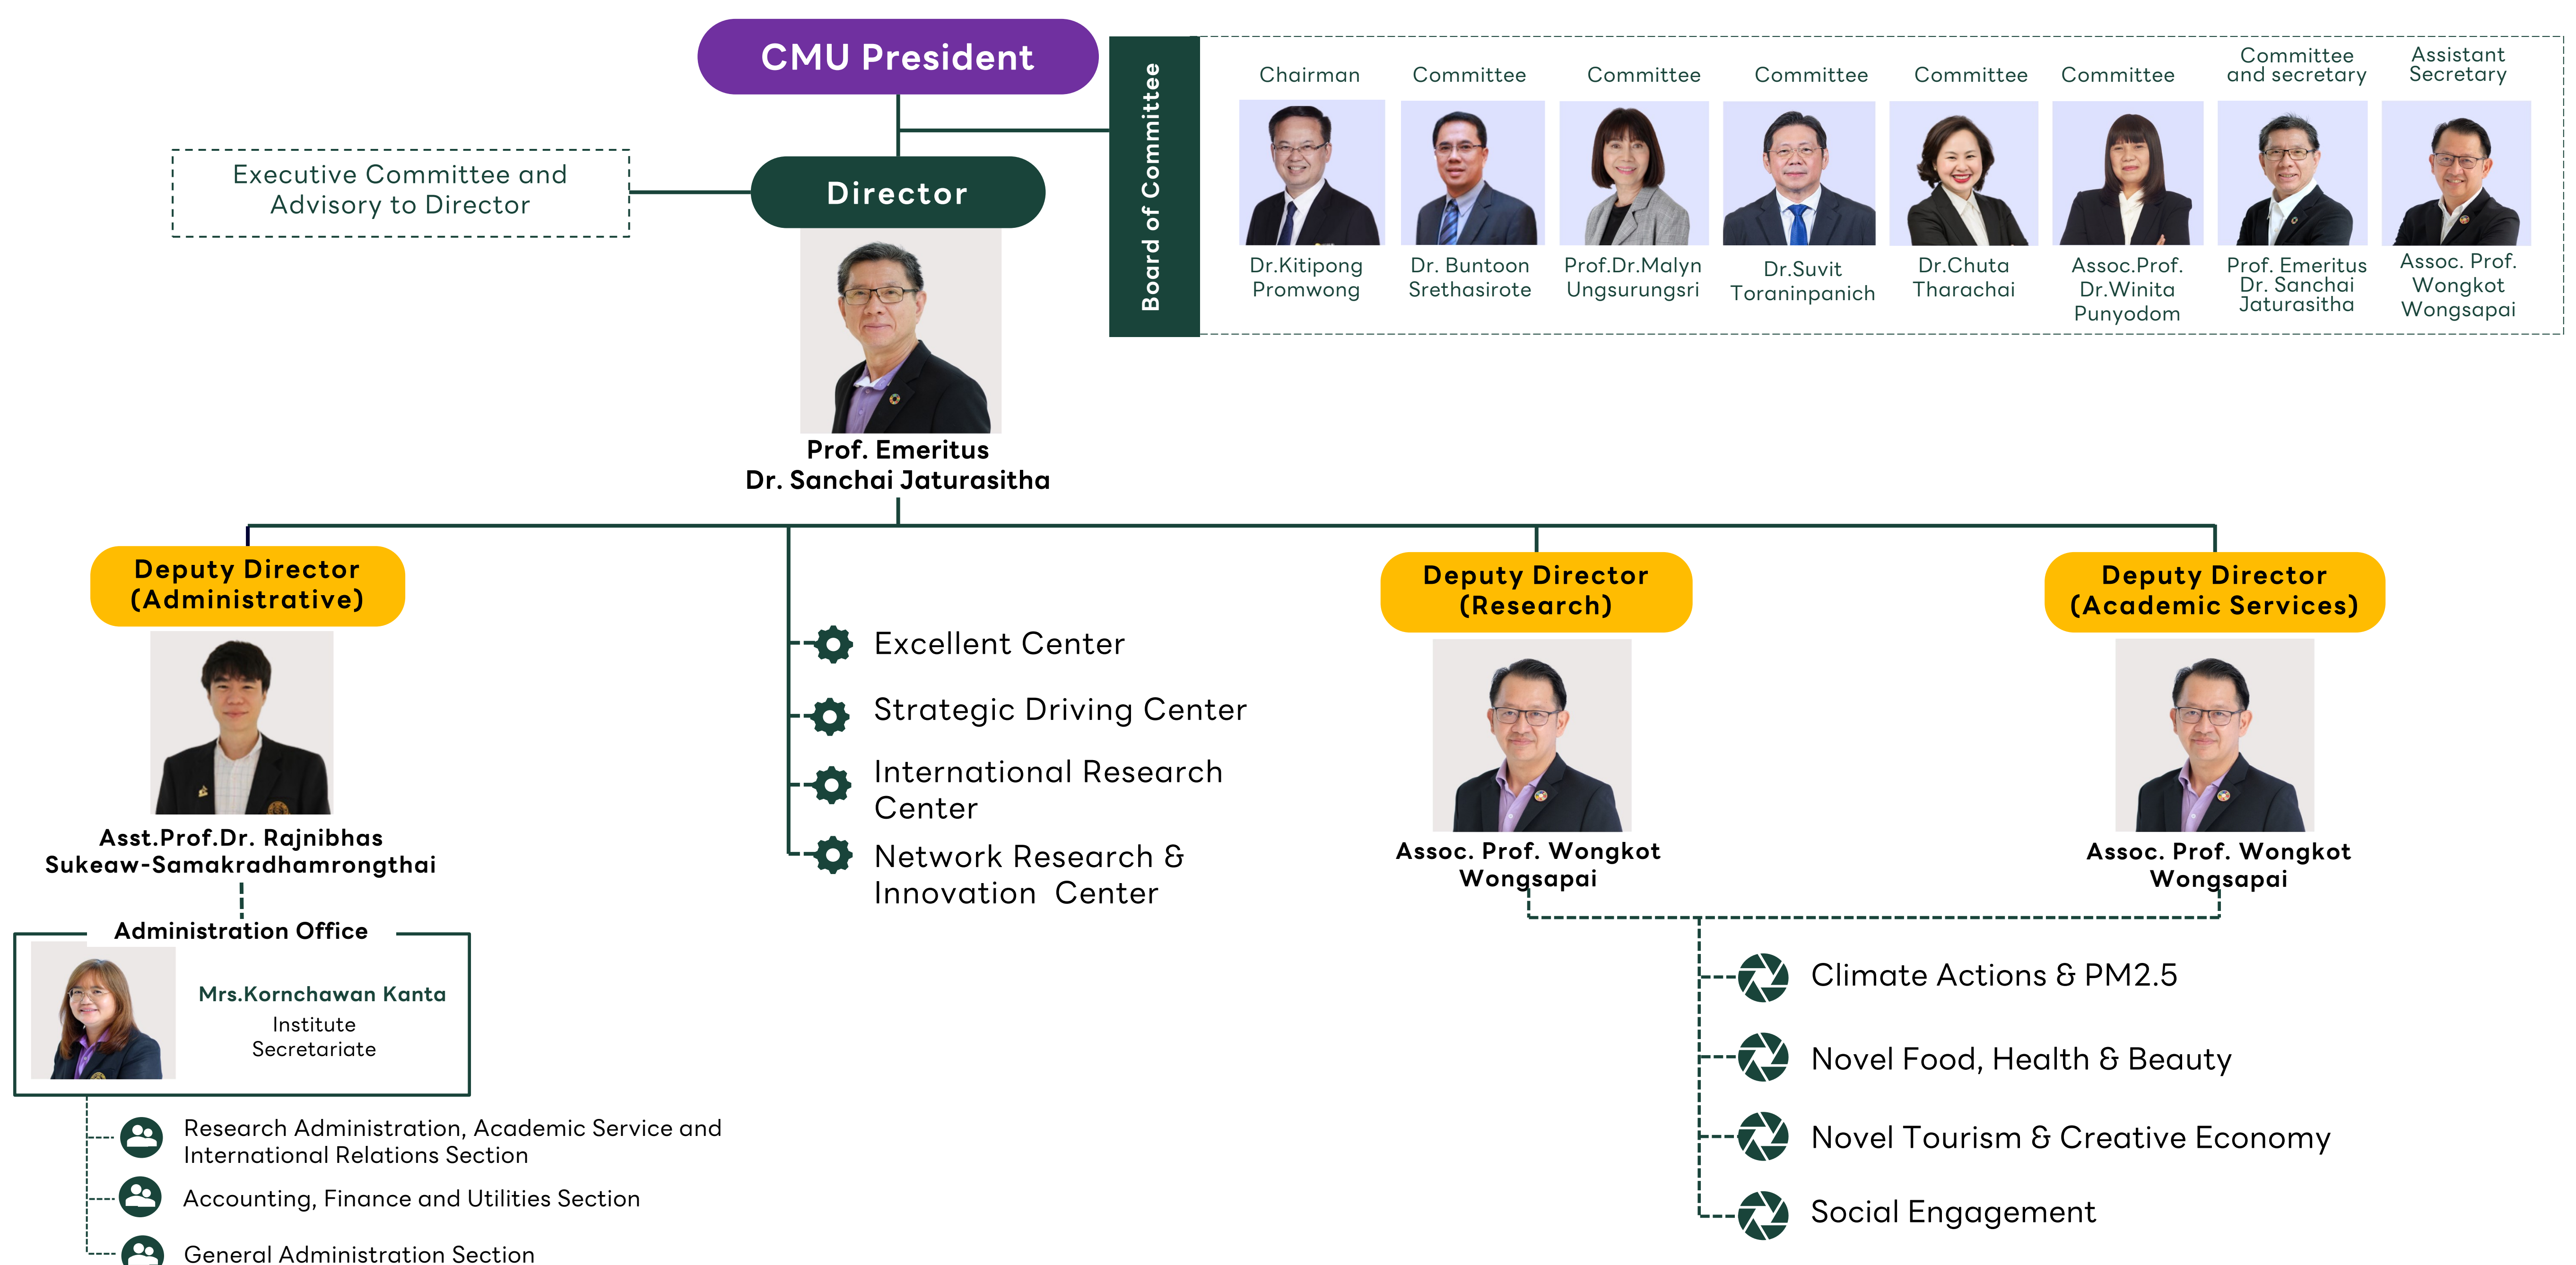 CMU President
Director
Executive Committee and
Advisory to Director
Prof. Emeritus
Dr. Sanchai Jaturasitha
Board of Committee
Chairman
Dr.Kitipong
Promwong
Committee
Dr. Buntoon
Srethasirote
Committee
Prof.Dr.Malyn
Ungsurungsri
Committee
Dr.Suvit
Toraninpanich
Committee
Dr.Chuta
Tharachai
Committee
Assoc.Prof.
Dr.Winita
Punyodom
Committee
and secretary
Prof. Emeritus
Dr. Sanchai
Jaturasitha
Assistant
Secretary
Assoc. Prof.
Wongkot
Wongsapai
Deputy Director
(Administrative)
Asst.Prof.Dr. Rajnibhas
Sukeaw-Samakradhamrongthai
Administration Office
Mrs.Kornchawan Kanta
Institute
Secretariate
Research Administration, Academic Service and
International Relations Section
Accounting, Finance and Utilities Section
General Administration Section
Excellent Center
Strategic Driving Center
International Research
Center
Network Research &
Innovation Center
Deputy Director
(Research)
Assoc. Prof. Wongkot
Wongsapai
Deputy Director
(Academic Services)
Assoc. Prof. Wongkot
Wongsapai
Climate Actions & PM2.5
Novel Food, Health & Beauty
Novel Tourism & Creative Economy
Social Engagement